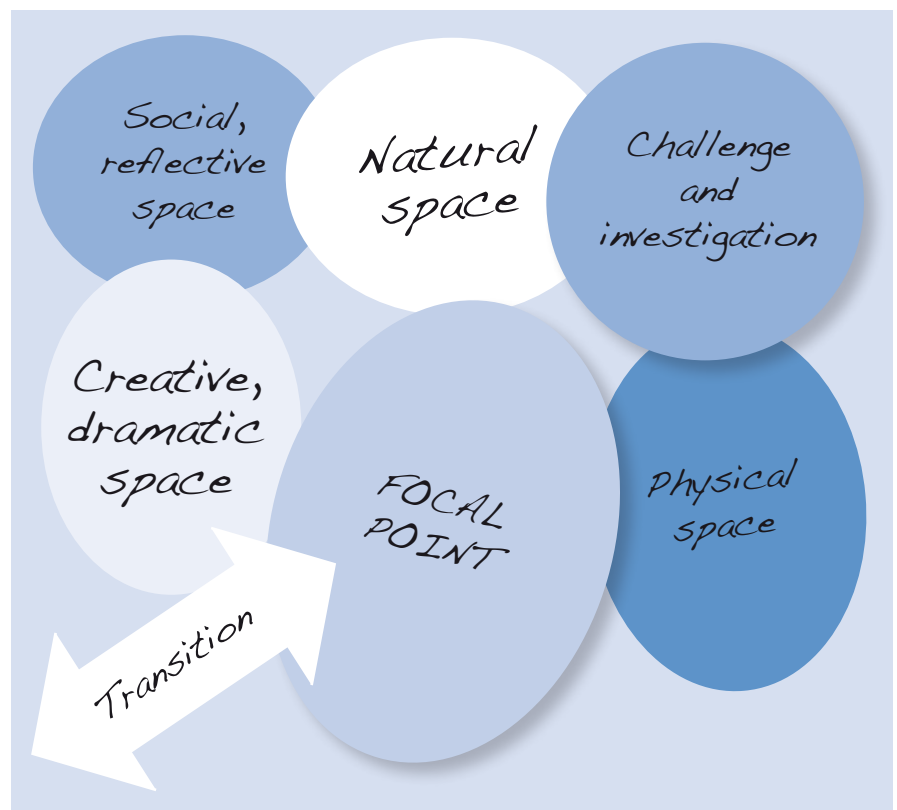 Social,
reflective
space
Natural
space
Challenge
and
investigation
Creative,
dramatic
space
FOCAL
POINT
Physical
space
Transition